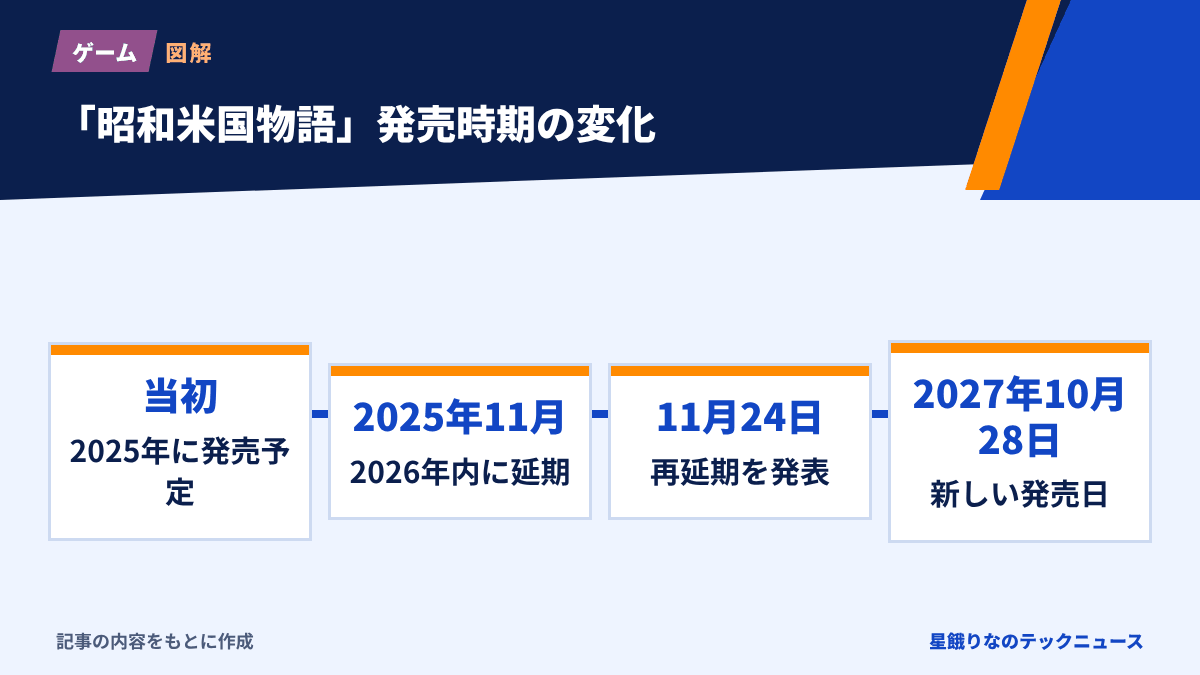 ゲーム 図解
「昭和米国物語」発売時期の変化
当初
2025年に発売予
定
2025年11月
2026年内に延期
11月24日
再延期を発表
2027年10月
28日
新しい発売日
記事の内容をもとに作成
星餓りなのテックニュース